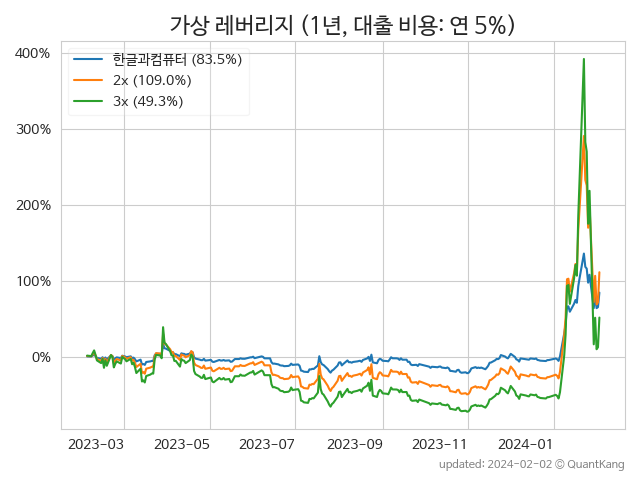 가상 레버리지 (1년, 대출 비용: 연 5%)
400%
한글과컴퓨터 (83.5%)
2x (109.0%)
3x (49.3%)
300%
200%
100%
0%
2023-03 2023-05 2023-07 2023-09 2023-11 2024-01
updated: 2024-02-02 © QuantKang